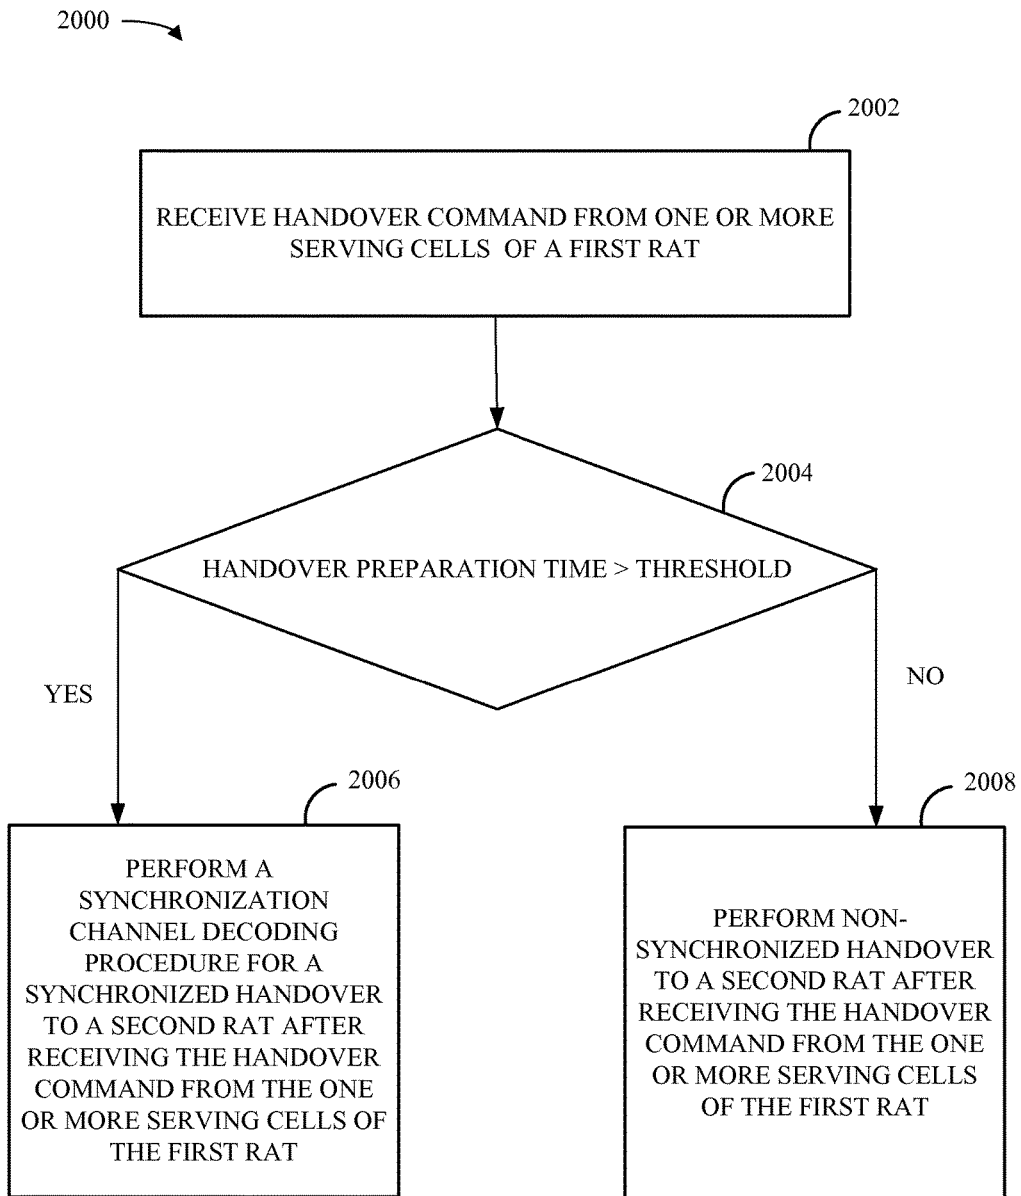 2000
2002
RECEIVE HANDOVER COMMAND FROM ONE OR MORE
SERVING CELLS OF A FIRST RAT
2004
HANDOVER PREPARATION TIME > THRESHOLD
YES
NO
2006
PERFORM A
SYNCHRONIZATION
CHANNEL DECODING
PROCEDURE FOR A
SYNCHRONIZED HANDOVER
TO A SECOND RAT AFTER
RECEIVING THE HANDOVER
COMMAND FROM THE ONE
OR MORE SERVING CELLS OF
THE FIRST RAT
2008
PERFORM NON-
SYNCHRONIZED HANDOVER
TO A SECOND RAT AFTER
RECEIVING THE HANDOVER
COMMAND FROM THE ONE
OR MORE SERVING CELLS
OF THE FIRST RAT